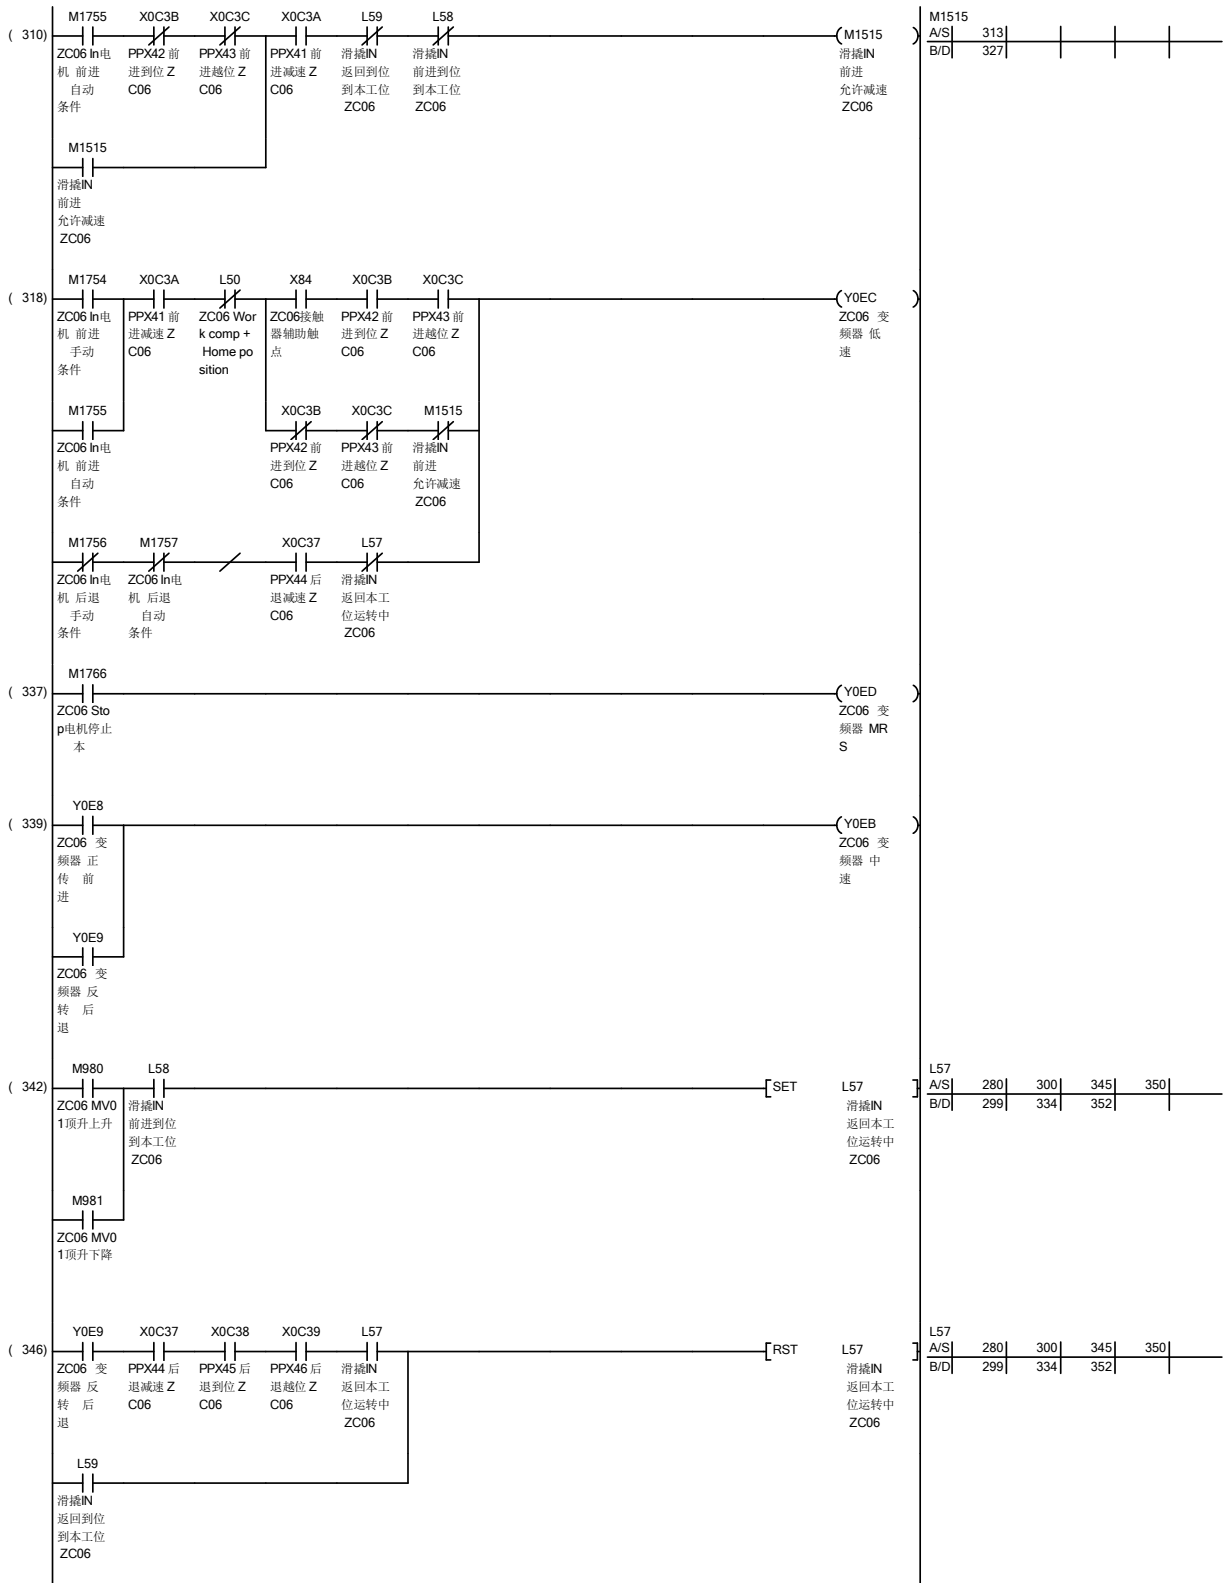 M1755 X0C3B X0C3C X0C3A L59 L58 M1515
( 310) (M1515 ) A/S 313
ZC06 In电 PPX42 前 PPX43 前 PPX41 前 滑撬IN 滑撬IN 滑撬IN B/D 327
机 前进 进到位 Z 进越位 Z 进减速 Z 返回到位 前进到位 前进
自动 C06 C06 C06 到本工位 到本工位 允许减速
条件 ZC06 ZC06 ZC06
M1515
滑撬IN
前进
允许减速
ZC06
M1754 X0C3A L50 X84 X0C3B X0C3C
( 318) (Y0EC )
ZC06 In电 PPX41 前 ZC06 Wor ZC06接触 PPX42 前 PPX43 前 ZC06 变
机 前进 进减速 Z k comp + 器辅助触 进到位 Z 进越位 Z 频器 低
手动 C06 Home po 点 C06 C06 速
条件 sition
M1755 X0C3B X0C3C M1515
ZC06 In电 PPX42 前 PPX43 前 滑撬IN
机 前进 进到位 Z 进越位 Z 前进
自动 C06 C06 允许减速
条件 ZC06
M1756 M1757 X0C37 L57
ZC06 In电 ZC06 In电 PPX44 后 滑撬IN
机 后退 机 后退 退减速 Z 返回本工
手动 自动 C06 位运转中
条件 条件 ZC06
M1766
( 337) (Y0ED )
ZC06 Sto ZC06 变
p电机停止 频器 MR
本 S
Y0E8
( 339) (Y0EB )
ZC06 变 ZC06 变
频器 正 频器 中
传 前 速
进
Y0E9
ZC06 变
频器 反
转 后
退
M980 L58 L57
( 342) [SET L57 ] A/S 280 300 345 350
ZC06 MV0 滑撬IN 滑撬IN B/D 299 334 352
1顶升上升 前进到位 返回本工
到本工位 位运转中
ZC06 ZC06
M981
ZC06 MV0
1顶升下降
Y0E9 X0C37 X0C38 X0C39 L57 L57
( 346) [RST L57 ] A/S 280 300 345 350
ZC06 变 PPX44 后 PPX45 后 PPX46 后 滑撬IN 滑撬IN B/D 299 334 352
频器 反 退减速 Z 退到位 Z 退越位 Z 返回本工 返回本工
转 后 C06 C06 C06 位运转中 位运转中
退 ZC06 ZC06
L59
滑撬IN
返回到位
到本工位
ZC06